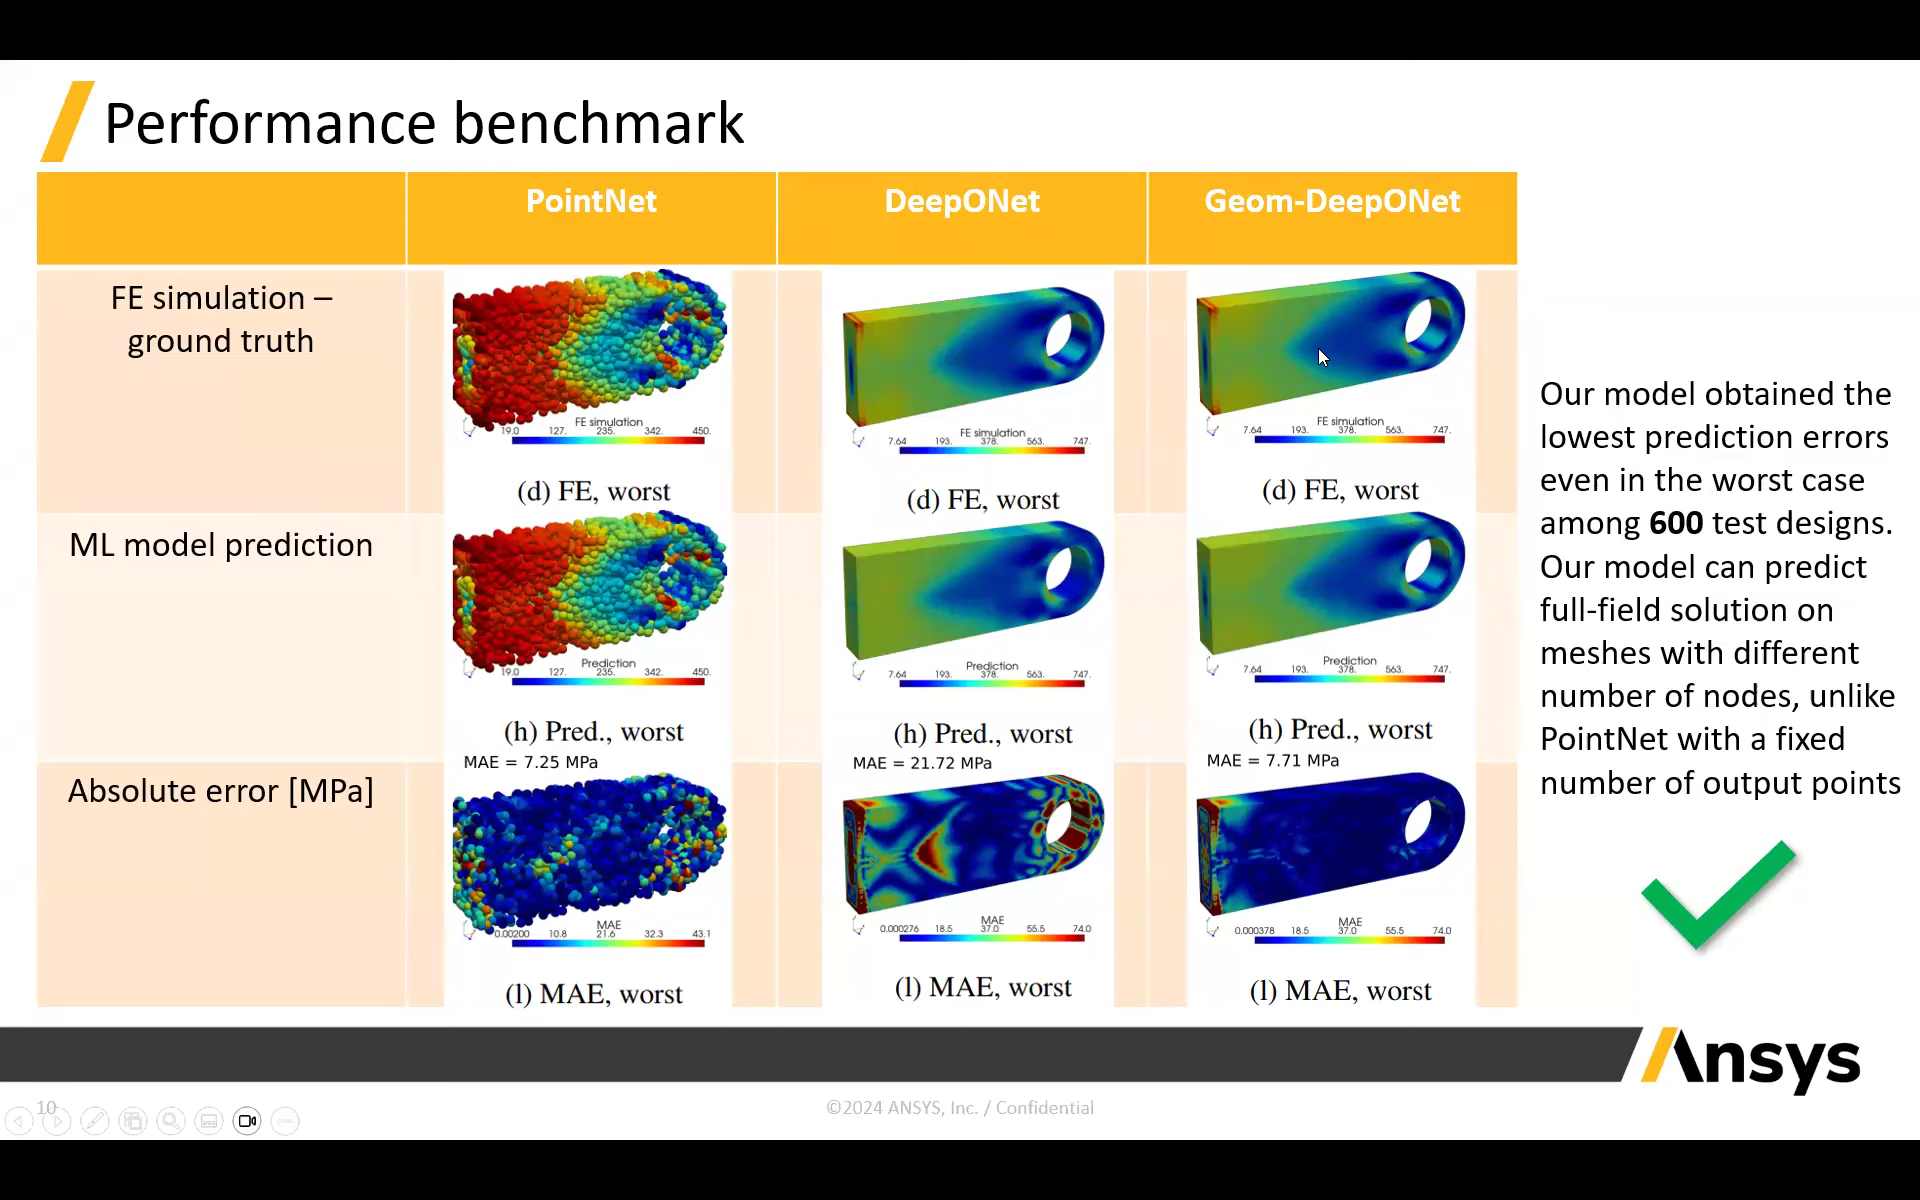 Performance benchmark
PointNet
DeepONet
Geom-DeepONet
FE simulation –
ground truth
FE simulation
19.0 127. 235. 342. 450.
(d) FE, worst
FE simulation
7.64 193. 378. 563. 747.
(d) FE, worst
FE simulation
7.64 193. 378. 563. 747.
(d) FE, worst
ML model prediction
Prediction
19.0 127. 235. 342. 450.
(h) Pred., worst
Prediction
7.64 193. 378. 563. 747.
(h) Pred., worst
Prediction
7.64 193. 378. 563. 747.
(h) Pred., worst
Absolute error [MPa]
MAE = 7.25 MPa
MAE
0.00200 10.8 21.6 32.3 43.1
(l) MAE, worst
MAE = 21.72 MPa
MAE
0.000276 18.5 37.0 55.5 74.0
(l) MAE, worst
MAE = 7.71 MPa
MAE
0.000378 18.5 37.0 55.5 74.0
(l) MAE, worst
Our model obtained the
lowest prediction errors
even in the worst case
among 600 test designs.
Our model can predict
full-field solution on
meshes with different
number of nodes, unlike
PointNet with a fixed
number of output points
Ansys
10
©2024 ANSYS, Inc. / Confidential